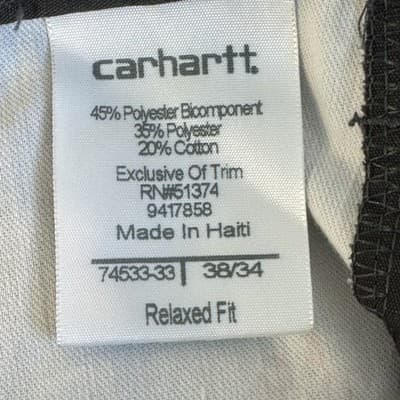 carhartt.
45% Polyester Bicomponent
35% Polyester
20% Cotton
Exclusive Of Trim
RN#51374
9417858
Made In Haiti
74533-33 38/34
Relaxed Fit